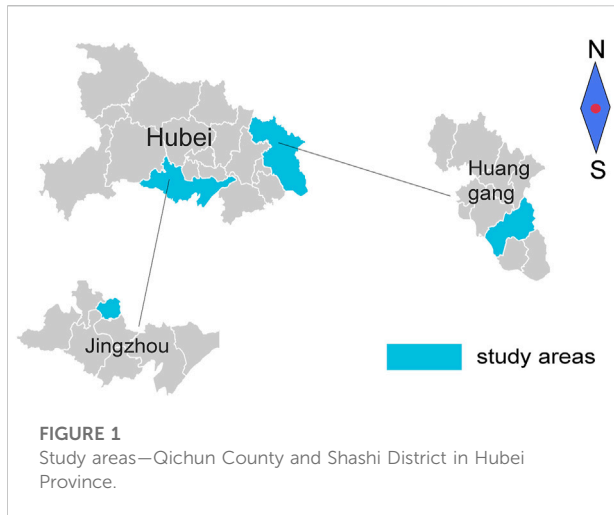 N
S
Hubei
Huang
gang
Jingzhou
study areas
FIGURE 1
Study areas—Qichun County and Shashi District in Hubei
Province.